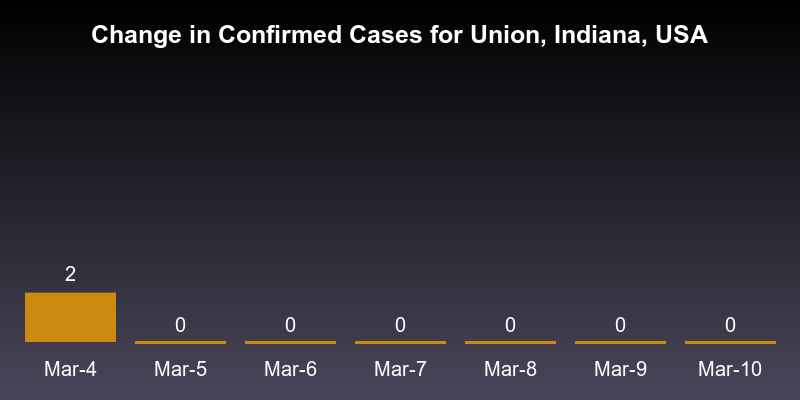 Change in Confirmed Cases for Union, Indiana, USA
2
0 0 0 0 0 0
Mar-4 Mar-5 Mar-6 Mar-7 Mar-8 Mar-9 Mar-10